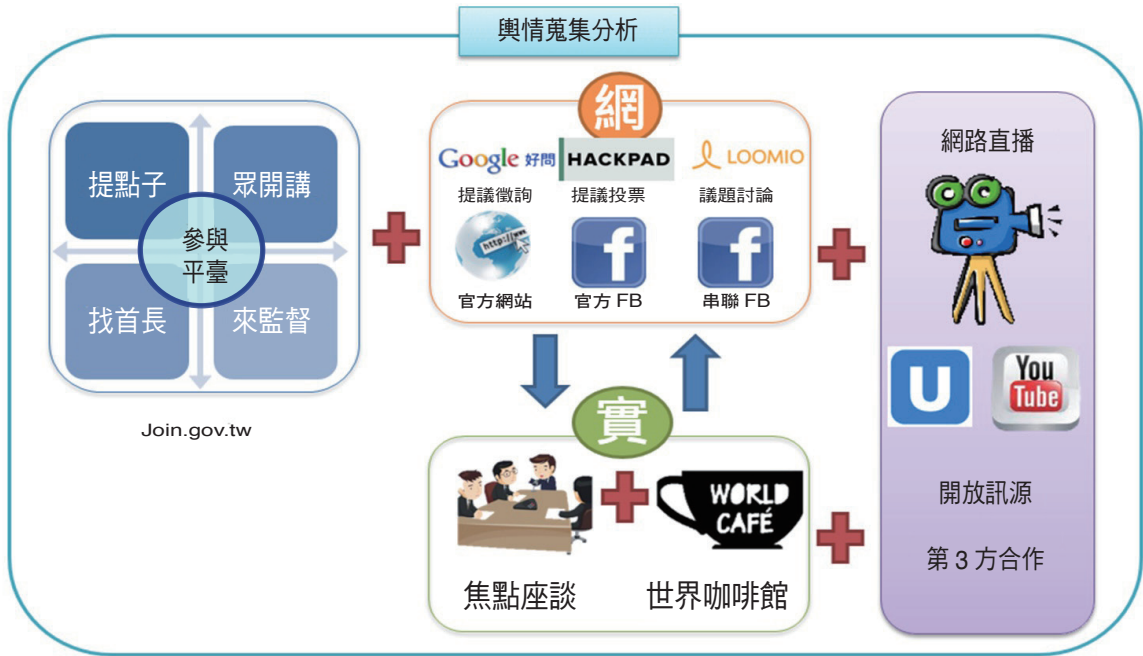 輿情蒐集分析
提點子
眾開講
參與
平臺
找首長
來監督
Join.gov.tw
網
Google 好問
HACKPAD
LOOMIO
提議徵詢
提議投票
議題討論
http://www
f
f
官方網站
官方 FB
串聯 FB
實
WORLD
CAFÉ
焦點座談
世界咖啡館
網路直播
U
You
Tube
開放訊源
第 3 方合作